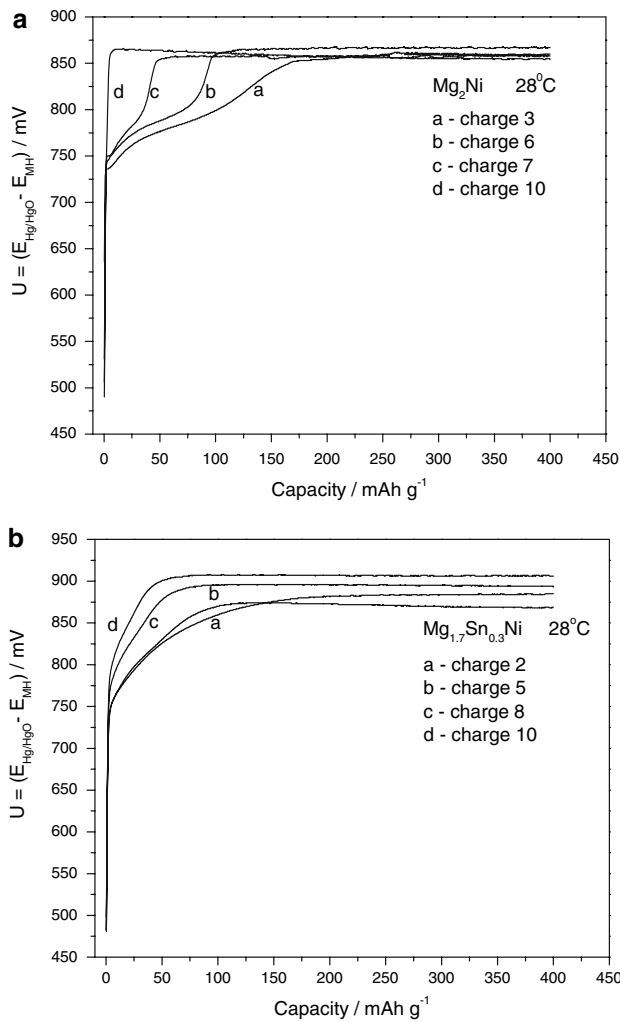 a
900
850
800
750
700
650
600
550
500
450
U = (E_Hg/HgO - E_MH) / mV
d
c
b
a
Mg₂Ni 28⁰C
a - charge 3
b - charge 6
c - charge 7
d - charge 10
0 50 100 150 200 250 300 350 400 450
Capacity / mAh g⁻¹
b
950
900
850
800
750
700
650
600
550
500
450
U = (E_Hg/HgO - E_MH) / mV
d
c
b
a
Mg₁.₇Sn₀.₃Ni 28°C
a - charge 2
b - charge 5
c - charge 8
d - charge 10
0 50 100 150 200 250 300 350 400 450
Capacity / mAh g⁻¹